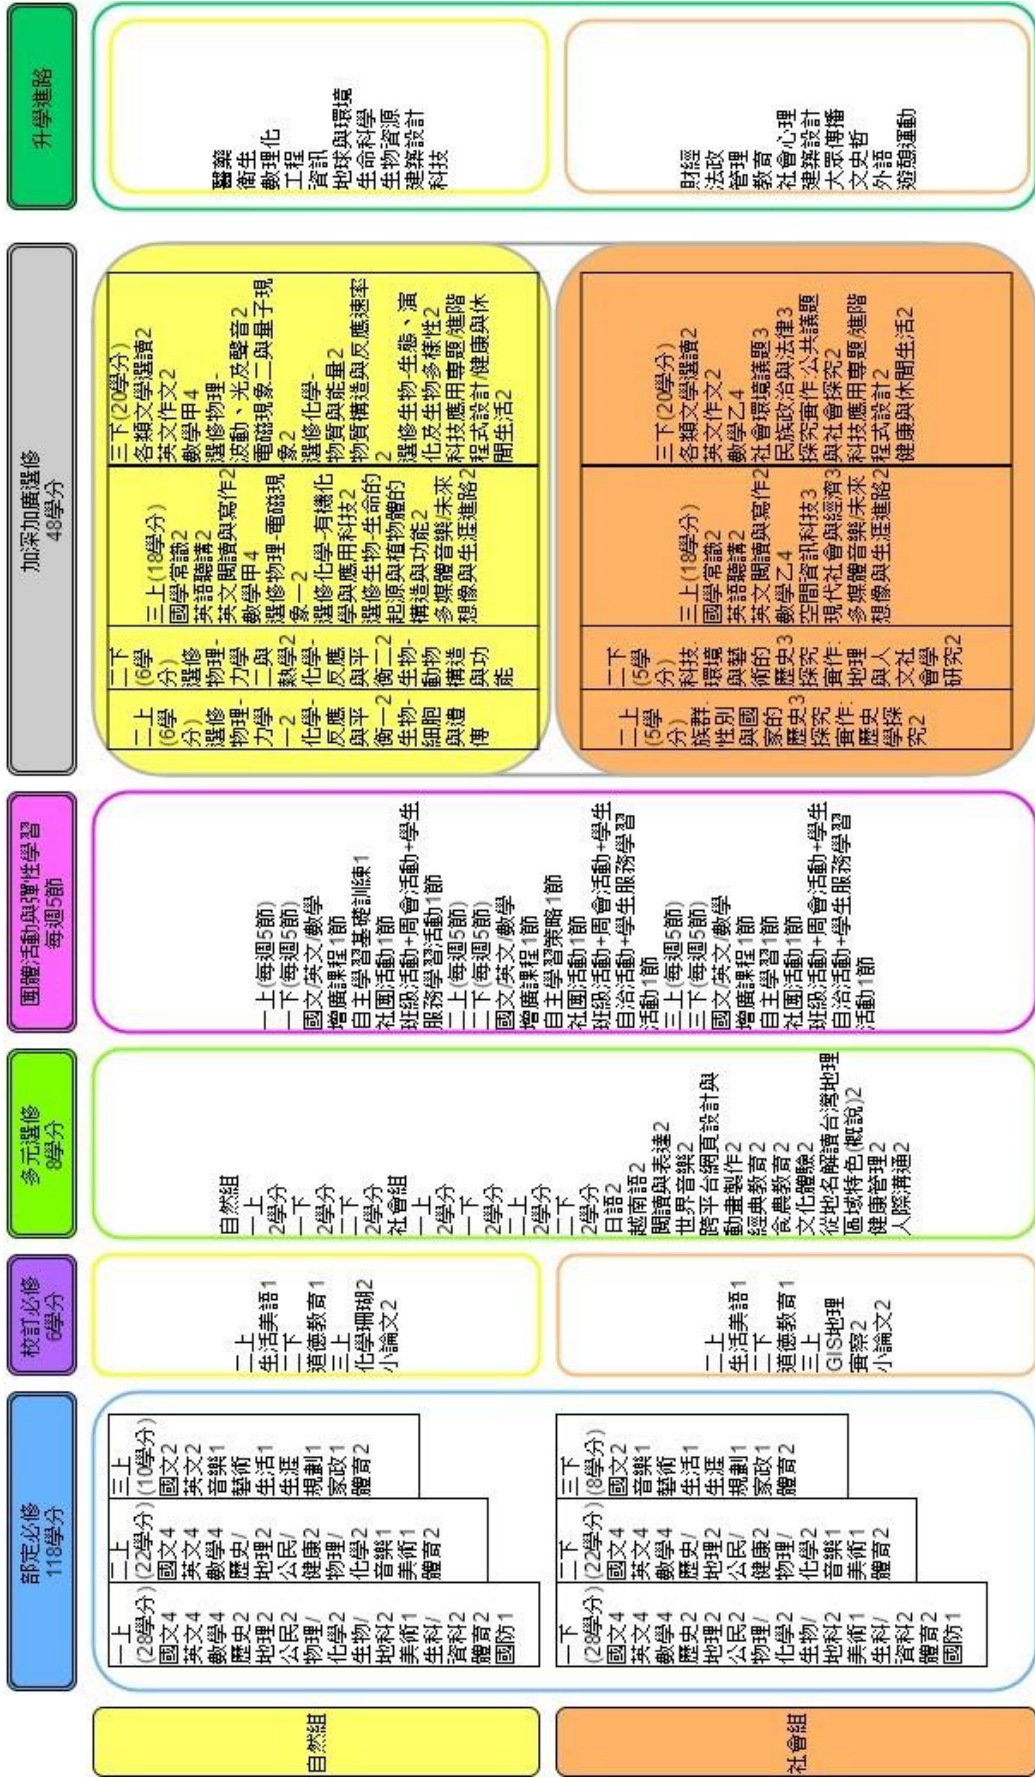 自然組
社會組
部定必修
118學分
一上
(28學分)
國文4
英文4
數學4
歷史2
地理2
公民2
物理/
化學2
生物/
地科2
美術1
生科/
資科2
體育2
國防1
二上
(22學分)
國文4
英文4
數學4
歷史/
地理2
公民/
健康2
物理/
化學2
音樂1
美術1
體育2
三上
(10學分)
國文2
英文2
音樂1
藝術
生活1
生涯
規劃1
家政1
體育2
一下
(28學分)
國文4
英文4
數學4
歷史2
地理2
公民2
物理/
化學2
生物/
地科2
美術1
生科/
資科2
體育2
國防1
二下
(22學分)
國文4
英文4
數學4
歷史/
地理2
公民/
健康2
物理/
化學2
音樂1
美術1
體育2
三下
(8學分)
國文2
音樂1
藝術
生活1
生涯
規劃1
家政1
體育2
校訂必修
6學分
二上
生活美語1
二下
道德教育1
三上
化學珊瑚2
小論文2
二上
生活美語1
二下
道德教育1
三上
GIS地理
實察2
小論文2
多元選修
8學分
自然組
一上
2學分
一下
2學分
二下
2學分
社會組
一上
2學分
一下
2學分
二上
2學分
二下
2學分
日語2
越南語2
閱讀與表達2
世界音樂2
跨平台網頁設計與
動畫製作2
經典教育2
食農教育2
文化體驗2
從地名解讀台灣地理
區域特色(概說)2
健康管理2
人際溝通2
團體活動與彈性學習
每週5節
一上(每週5節)
一下(每週5節)
國文/英文/數學
增廣課程1節
自主學習基礎訓練1
社團活動1節
班級活動+周會活動+學生
服務學習活動1節
二上(每週5節)
二下(每週5節)
國文/英文/數學
增廣課程1節
自主學習策略1節
社團活動1節
班級活動+周會活動+學生
自治活動+學生服務學習
活動1節
三上(每週5節)
三下(每週5節)
國文/英文/數學
增廣課程1節
自主學習1節
社團活動1節
班級活動+周會活動+學生
自治活動+學生服務學習
活動1節
加深加廣選修
48學分
二上
(6學
分)
選修
物理-
力學
一2
化學-
反應
與平
衡一2
生物-
細胞
與遺
傳
二下
(6學
分)
選修
物理-
力學
二與
熱學2
化學-
反應
與平
衡二2
生物-
動物
構造
與功
能
三上(18學分)
國學常識2
英語聽講2
英文閱讀與寫作2
數學甲4
選修物理-電磁現
象一2
選修化學-有機化
學與應用科技2
選修生物-生命的
起源與植物體的
構造與功能2
多媒體音樂/未來
想像與生涯進路2
三下(20學分)
各類文學選讀2
英文作文2
數學甲4
選修物理-
波動、光及聲音2
電磁現象二與量子現
象2
選修化學-
物質與能量2
物質構造與反應速率
2
選修生物-生態、演
化及生物多樣性2
科技應用專題/進階
程式設計/健康與休
閒生活2
二上
(5學
分)
族群.
性別
與國
家的
歷史3
探究
實作:
歷史
學探
究2
二下
(5學
分)
科技.
環境
與藝
術的
歷史3
探究
實作:
地理
與人
文社
會學
研究2
三上(18學分)
國學常識2
英語聽講2
英文閱讀與寫作2
數學乙4
空間資訊科技3
現代社會與經濟3
多媒體音樂/未來
想像與生涯進路2
三下(20學分)
各類文學選讀2
英文作文2
數學乙4
社會環境議題3
民族政治與法律3
探究實作:公共議題
與社會探究2
科技應用專題/進階
程式設計2
健康與休閒生活2
升學進路
醫藥
衛生
數理化
工程
資訊
地球與環境
生命科學
生物資源
建築設計
科技
財經
法政
管理
教育
社會心理
建築設計
大眾傳播
文史哲
外語
遊憩運動